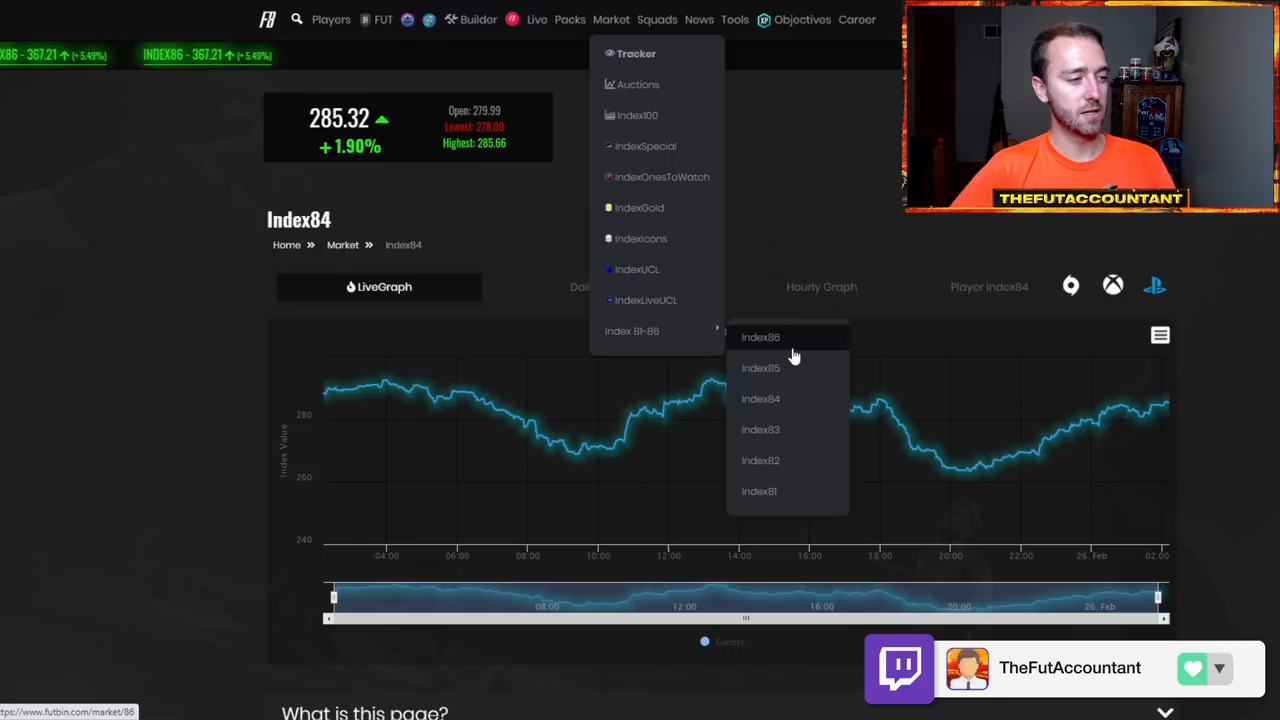 Players FUT Builder Live Packs Market Squads News Tools XP Objectives Career
X86 - 367.21 ↑ (+ 5.49%) INDEX86 - 367.21 ↑ (+ 5.49%)
285.32
+1.90%
Open: 279.99
Lowest: 278.00
Highest: 285.66
Tracker
Auctions
Index100
IndexSpecial
IndexOnesToWatch
IndexGold
IndexIcons
IndexUCL
IndexLiveUCL
Index 81-86
Index86
Index85
Index84
Index83
Index82
Index81
THEFUTACCOUNTANT
Index84
Home » Market » Index84
LiveGraph Dail Hourly Graph Player Index84
Index Value
280
260
240
04:00 06:00 08:00 10:00 12:00 14:00 16:00 18:00 20:00 22:00 26. Feb 02:00
08:00 12:00 16:00 20:00 26. Feb
Events
TheFutAccountant
ttps://www.futbin.com/market/86
What is this page?